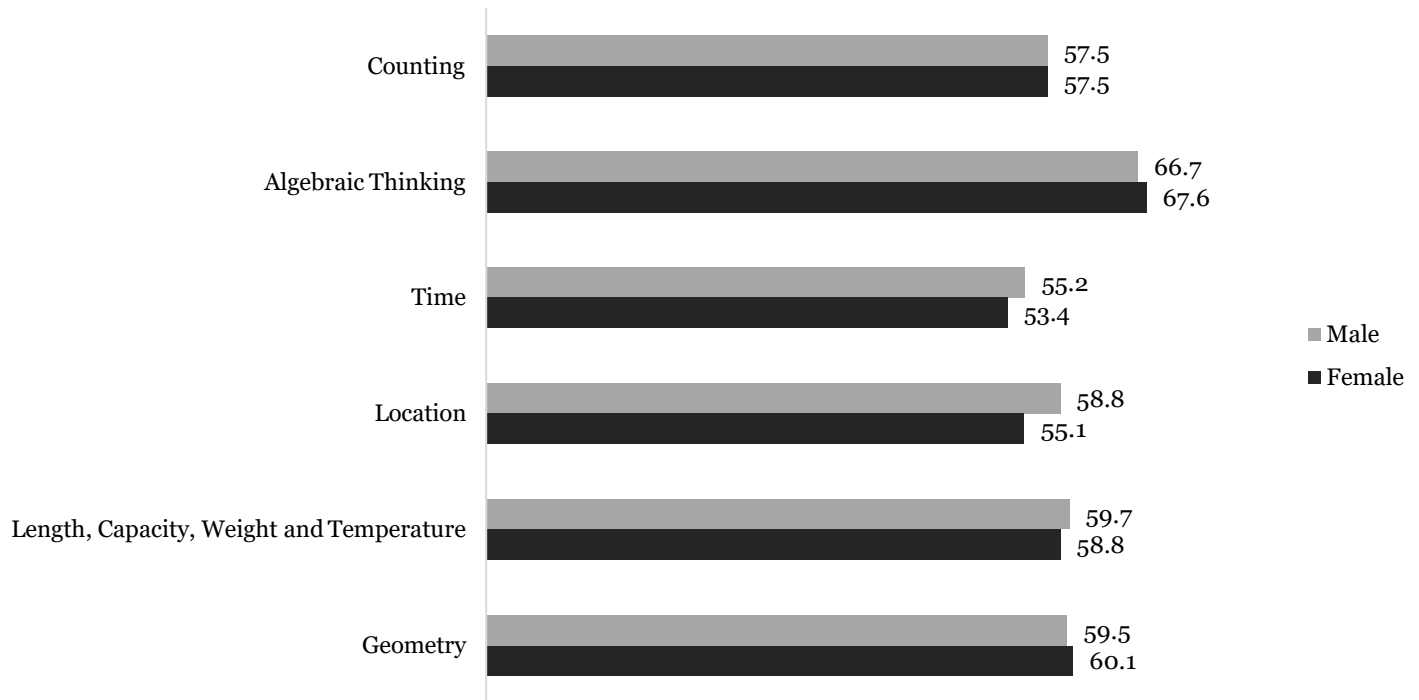 Counting
57.5
57.5
Algebraic Thinking
66.7
67.6
Time
55.2
53.4
Location
58.8
55.1
Length, Capacity, Weight and Temperature
59.7
58.8
Geometry
59.5
60.1
Male
Female